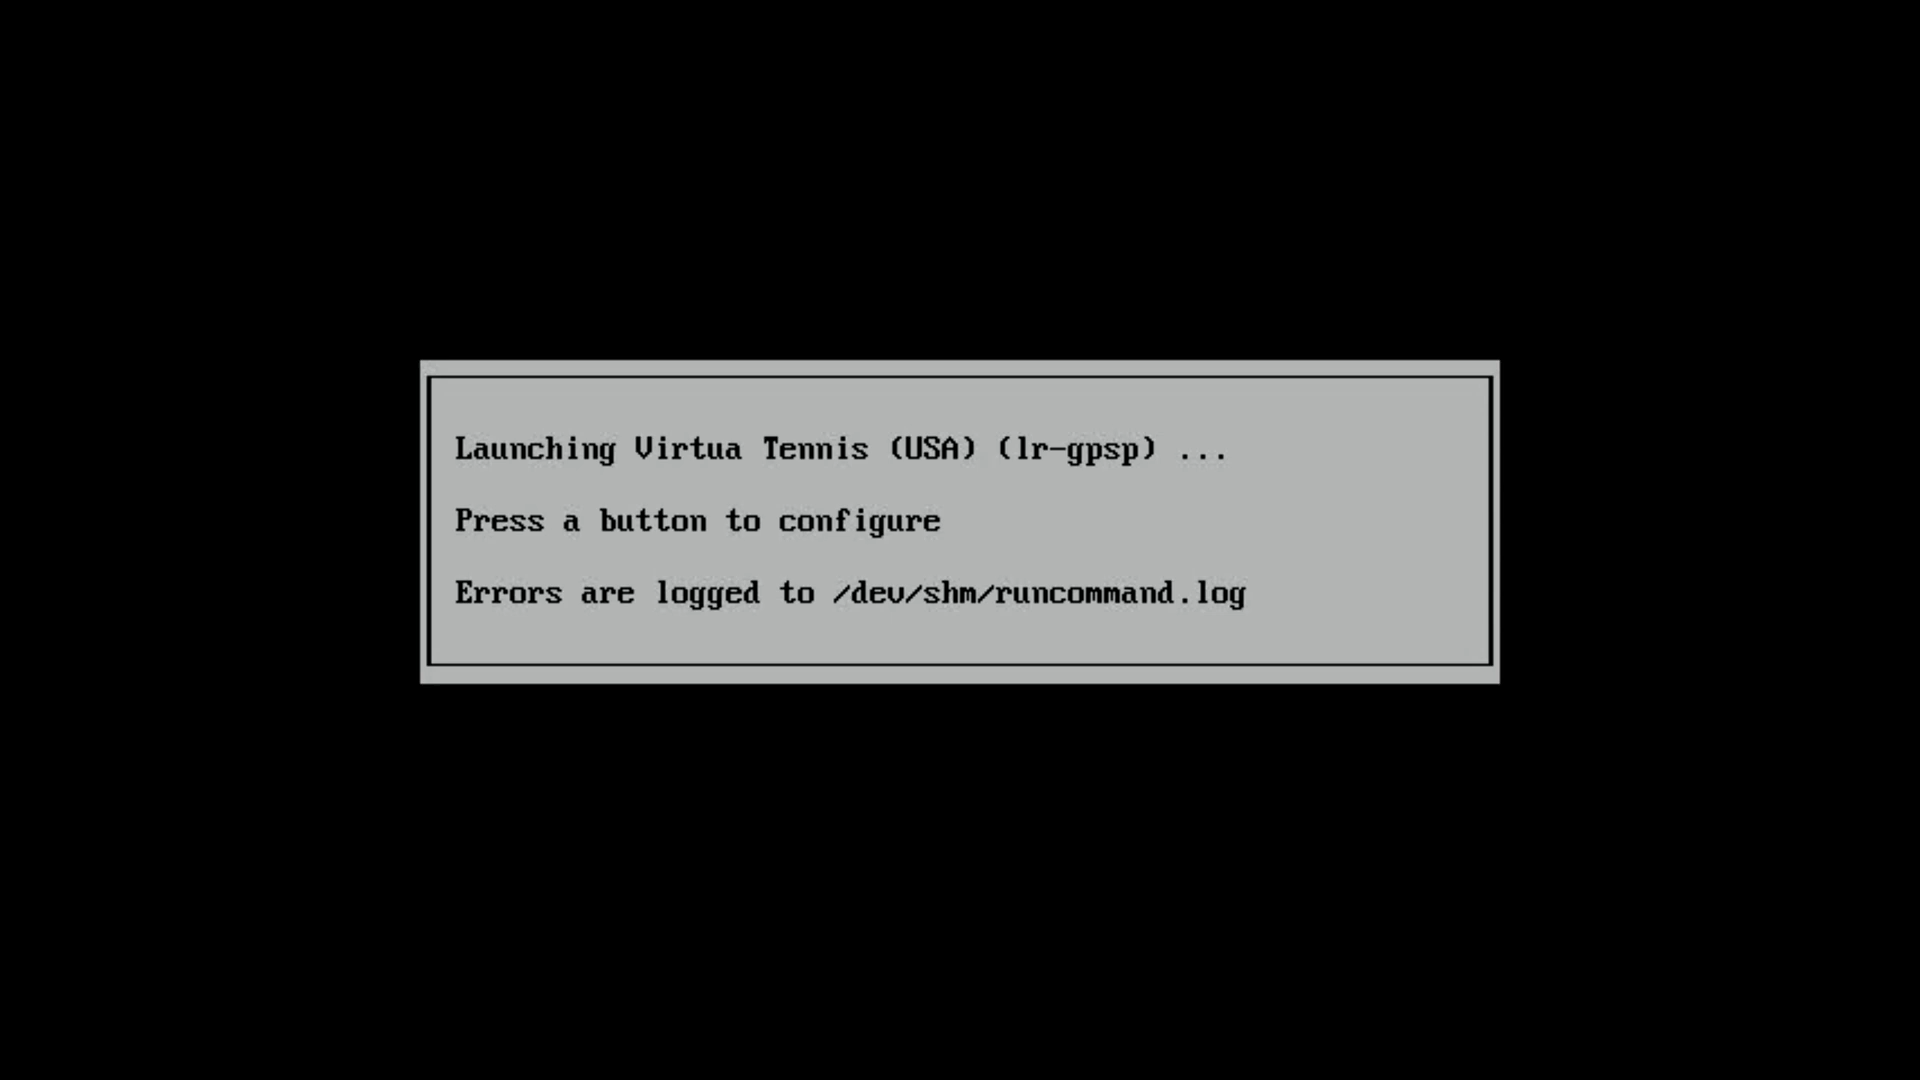 Launching Virtua Tennis (USA) (lr-gpsp) ...
Press a button to configure
Errors are logged to /dev/shm/runcommand.log